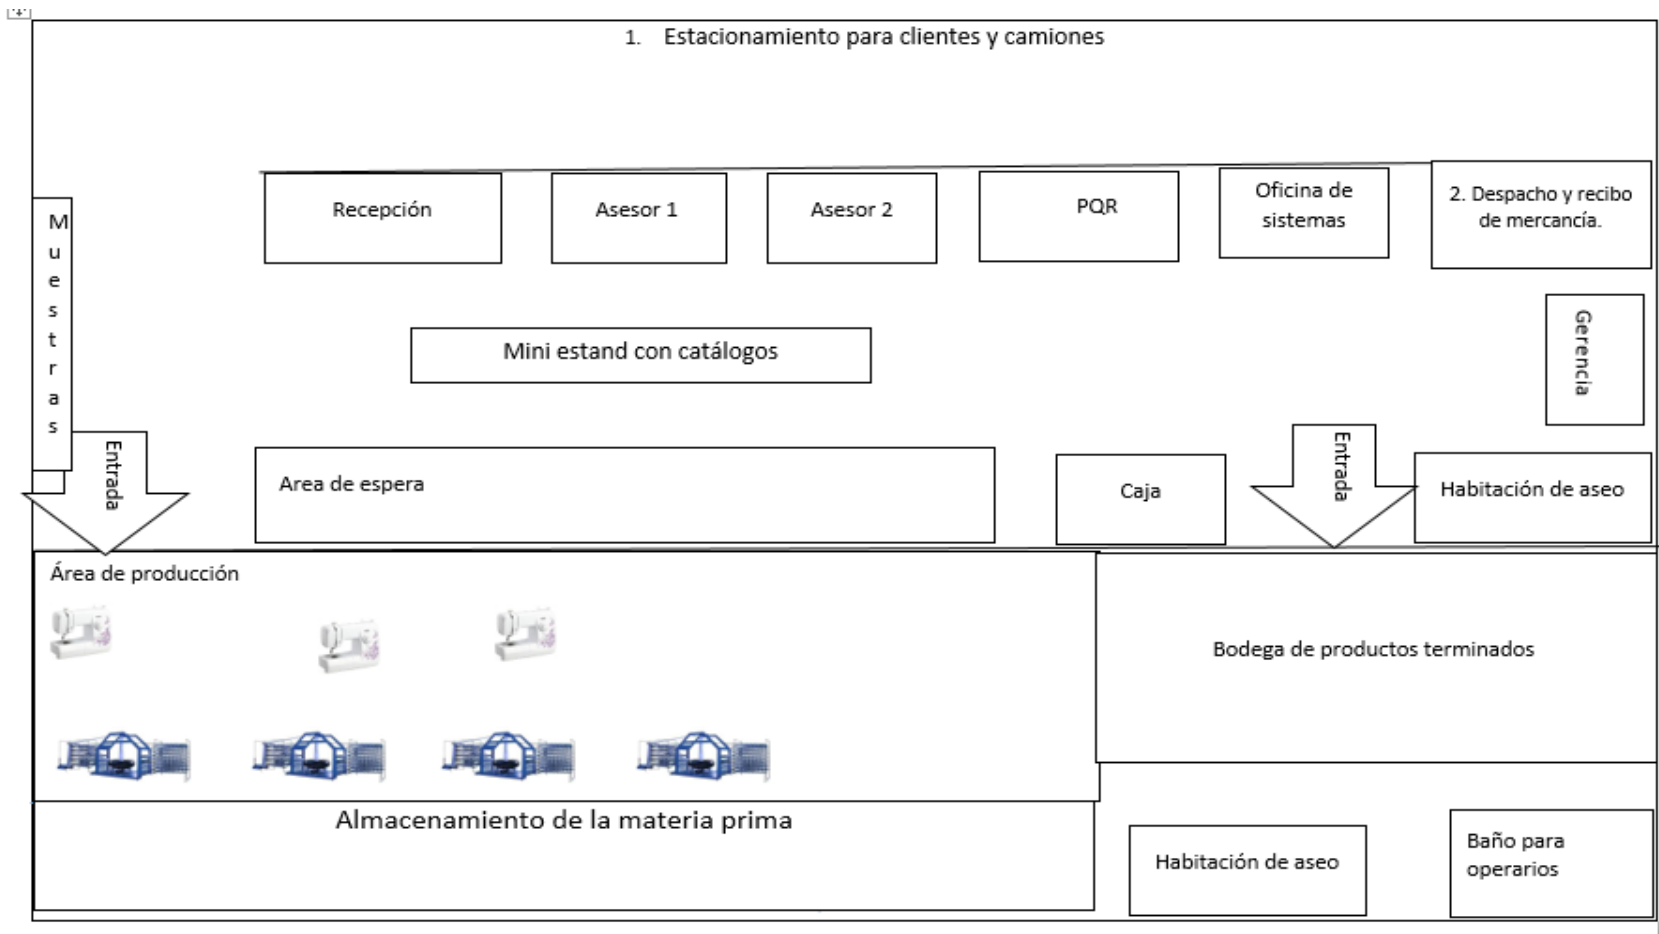 1. Estacionamiento para clientes y camiones
Recepción
Asesor 1
Asesor 2
PQR
Oficina de
sistemas
2. Despacho y recibo
de mercancía.
Muestras
Gerencia
Mini estand con catálogos
Entrada
Area de espera
Caja
Entrada
Habitación de aseo
Área de producción
Bodega de productos terminados
Almacenamiento de la materia prima
Habitación de aseo
Baño para
operarios